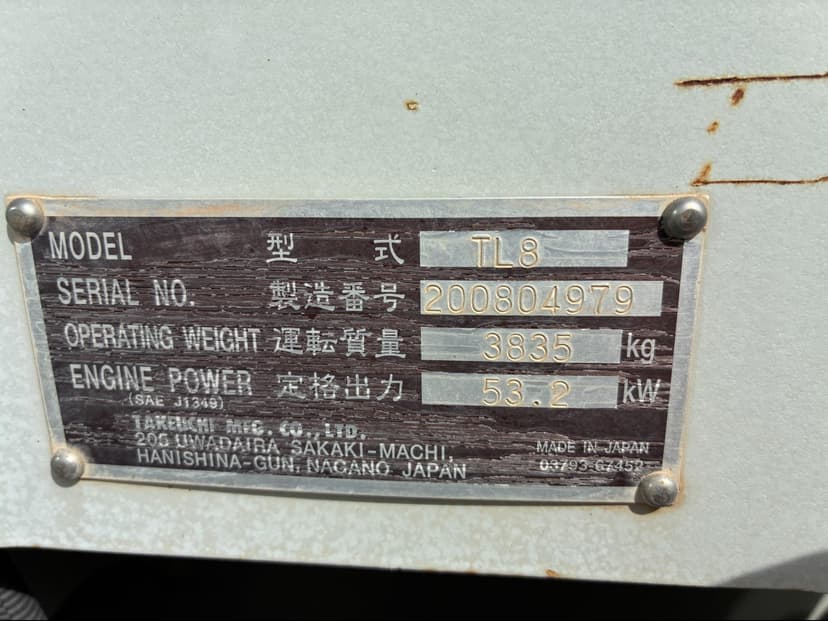 MODEL 型 式 TL8
SERIAL NO. 製造番号 200804979
OPERATING WEIGHT 運転質量 3835 kg
ENGINE POWER 定格出力 53.2 kW
(SAE J1349)
TAKEUCHI MFG. CO., LTD.
205 UWADAIRA SAKAKI-MACHI,
HANISHINA-GUN, NAGANO JAPAN
MADE IN JAPAN
03793-67452